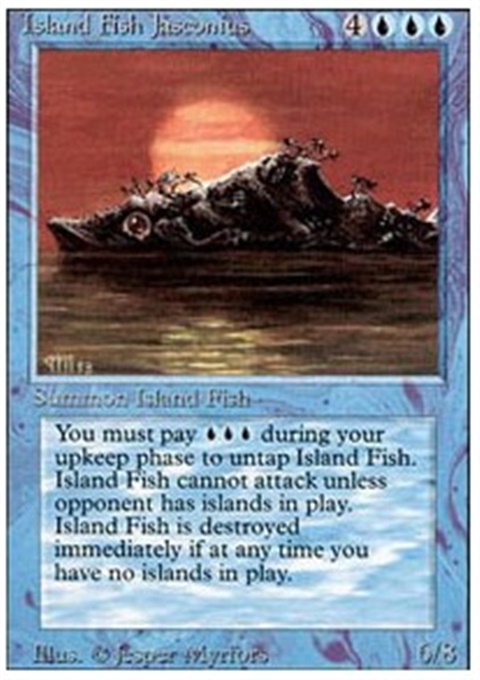 Island Fish Jasconius 4
Summon Island Fish
You must pay during your
upkeep phase to untap Island Fish.
Island Fish cannot attack unless
opponent has islands in play.
Island Fish is destroyed
immediately if at any time you
have no islands in play.
Illus. © Jesper Myrfors 6/8